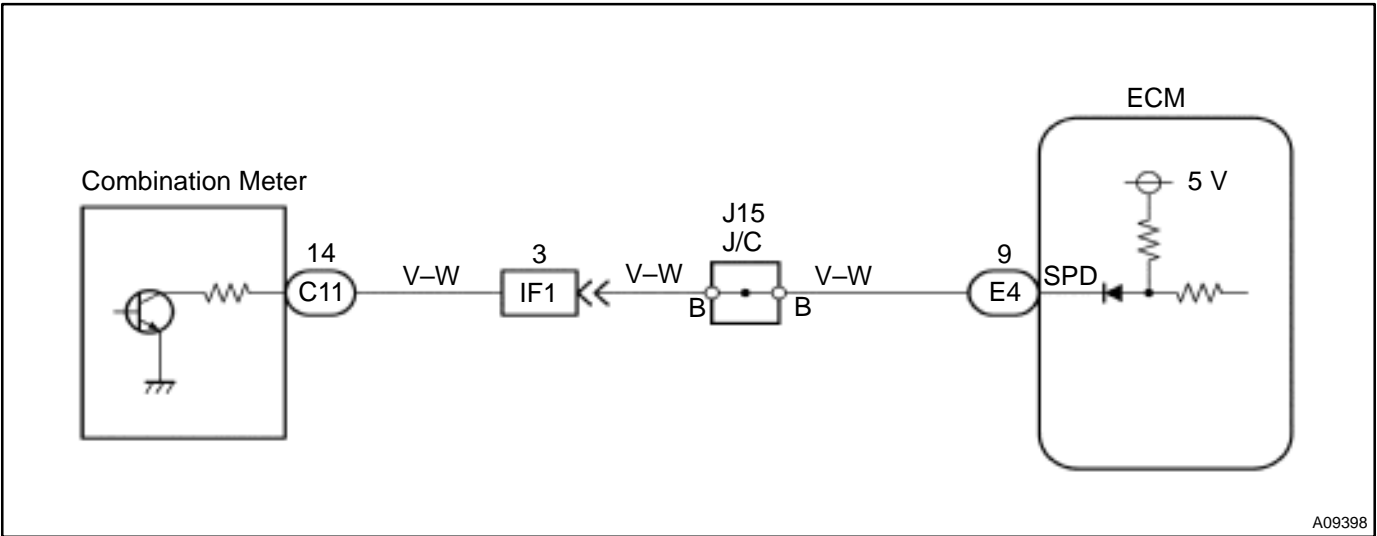 ECM
5 V
Combination Meter
J15
J/C
14
C11
V–W
3
IF1
V–W
B
B
V–W
9
E4
SPD
A09398